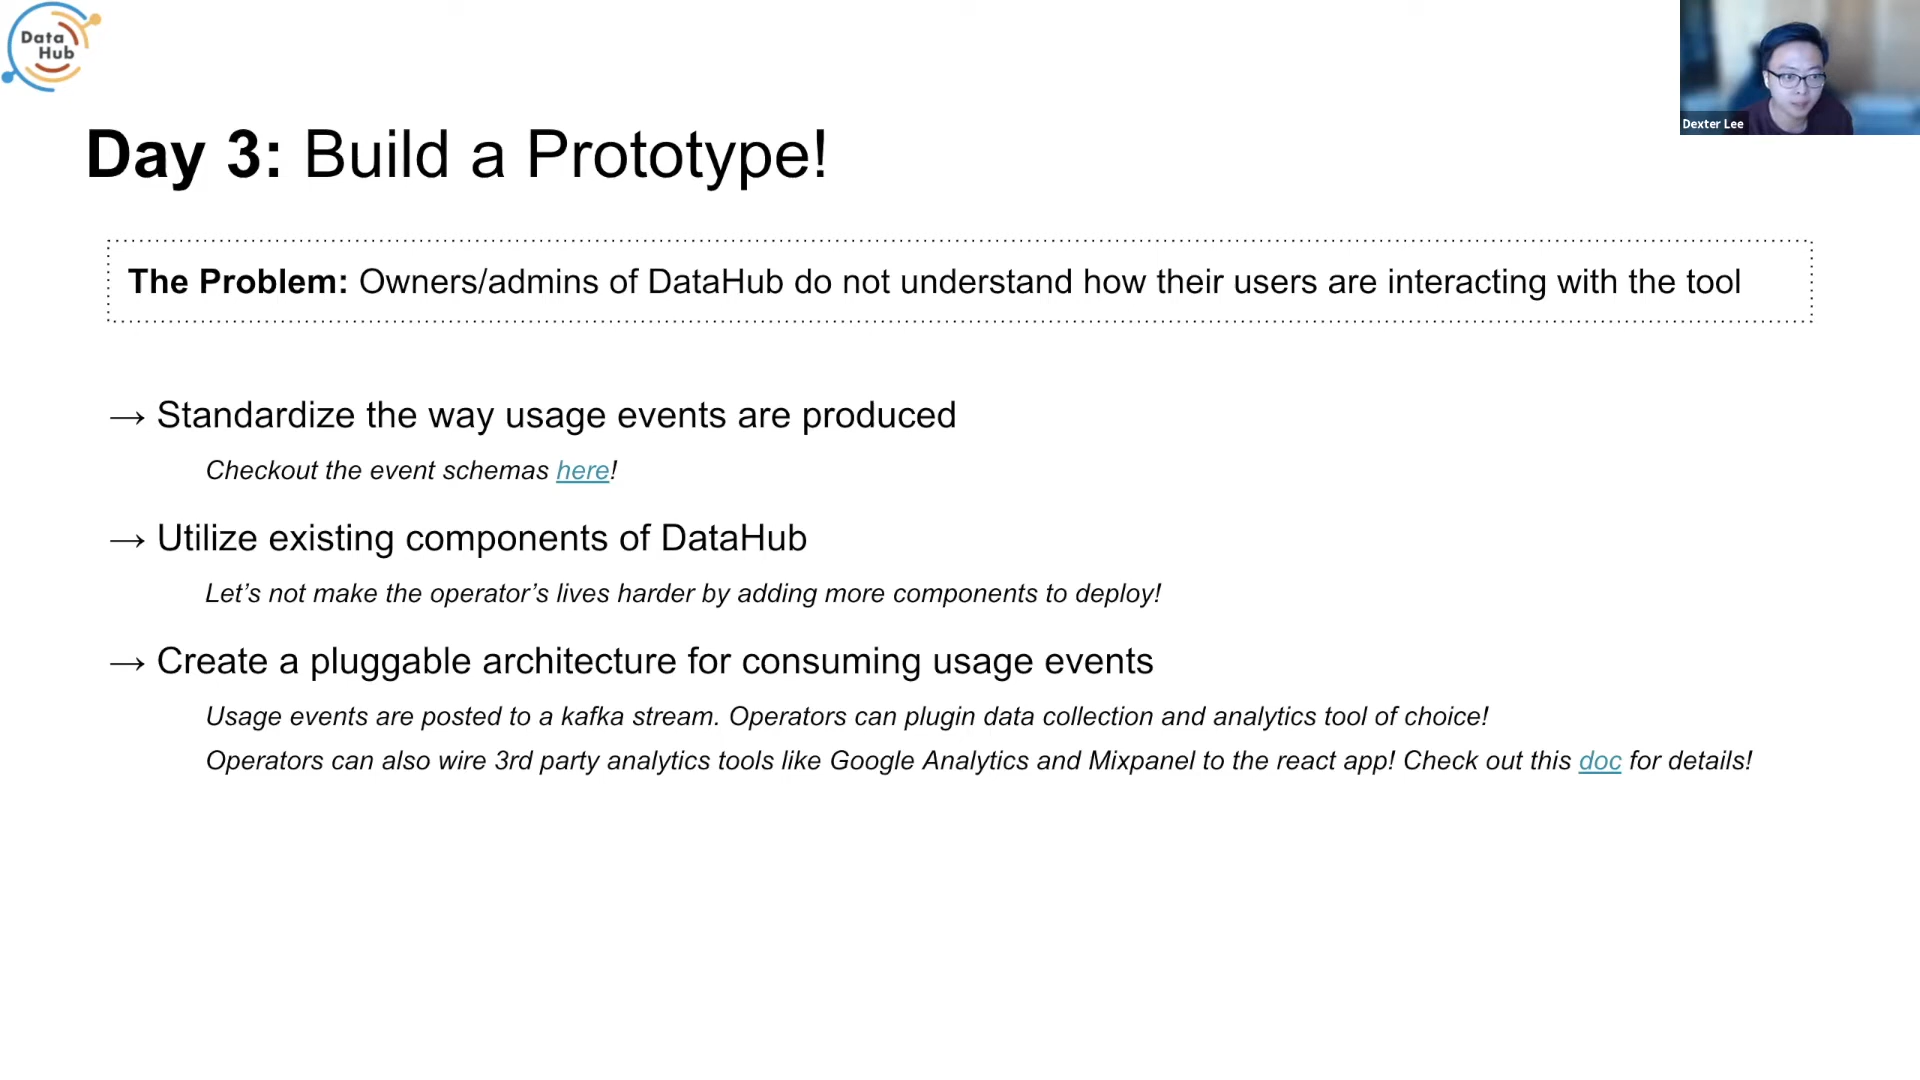 Data
Hub
Dexter Lee
Day 3: Build a Prototype!
The Problem: Owners/admins of DataHub do not understand how their users are interacting with the tool
→ Standardize the way usage events are produced
Checkout the event schemas here!
→ Utilize existing components of DataHub
Let’s not make the operator’s lives harder by adding more components to deploy!
→ Create a pluggable architecture for consuming usage events
Usage events are posted to a kafka stream. Operators can plugin data collection and analytics tool of choice!
Operators can also wire 3rd party analytics tools like Google Analytics and Mixpanel to the react app! Check out this doc for details!